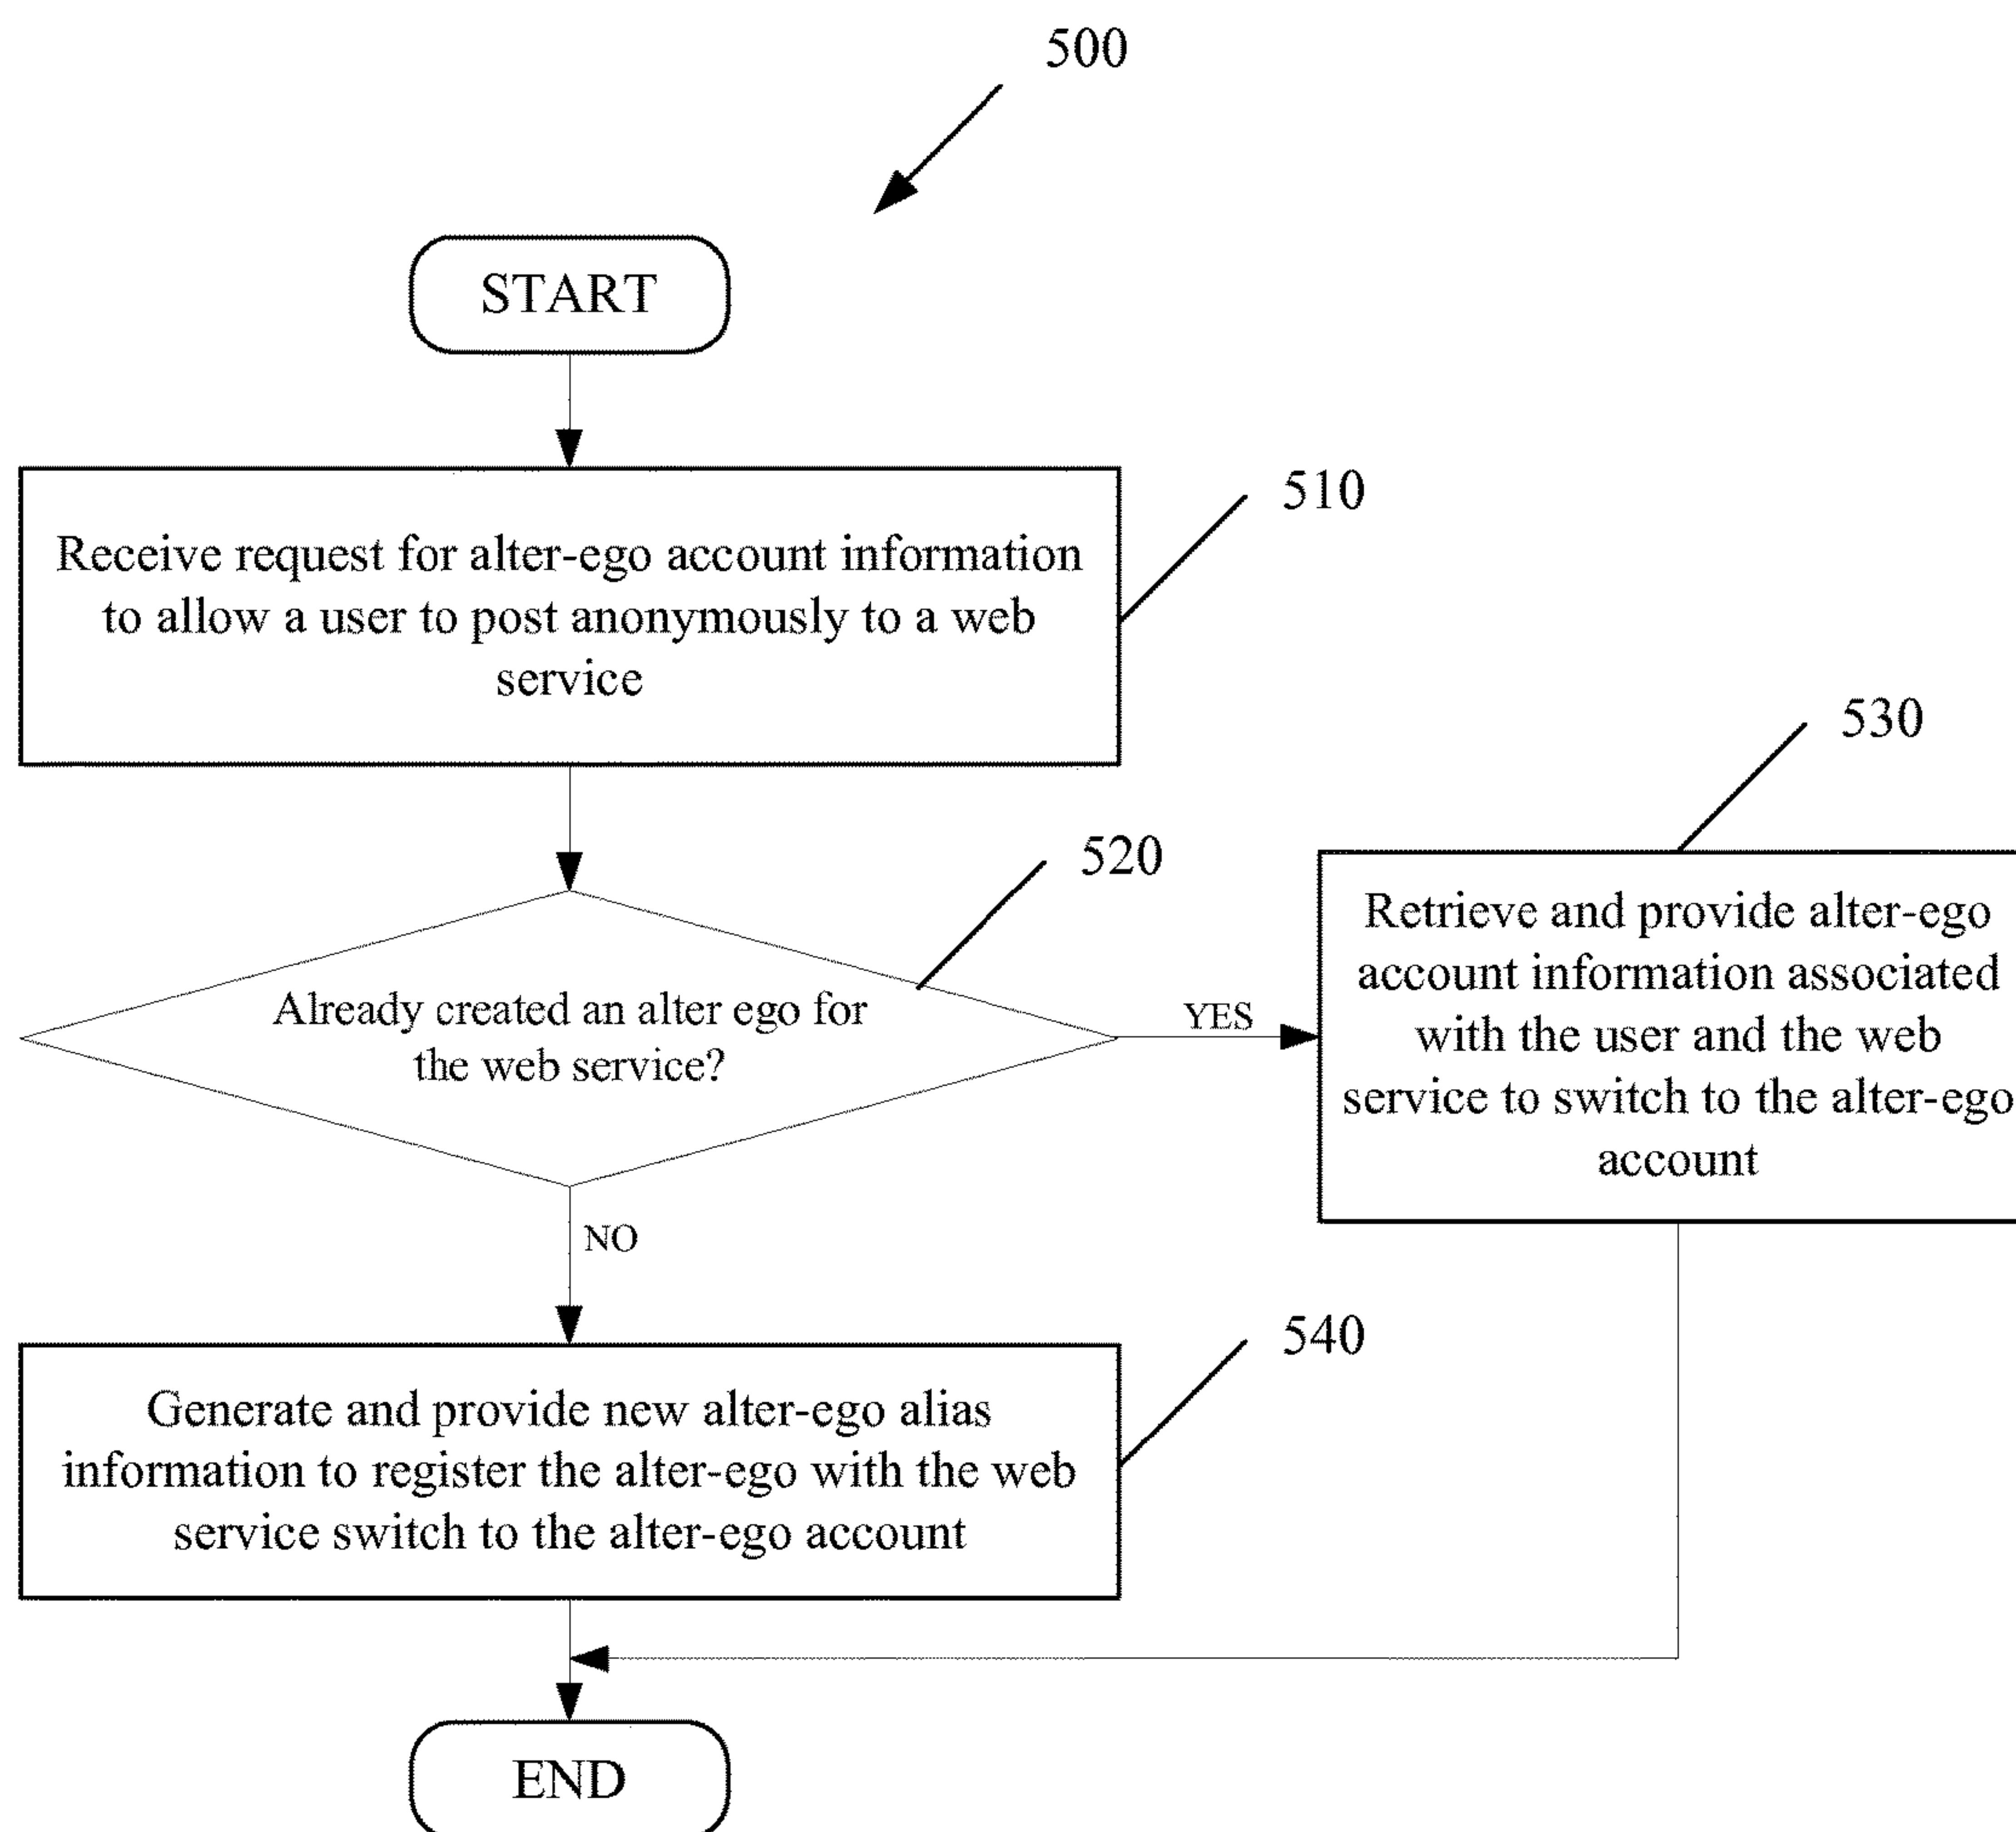 500
START
510
Receive request for alter-ego account information
to allow a user to post anonymously to a web
service
520
Already created an alter ego for
the web service?
YES
530
Retrieve and provide alter-ego
account information associated
with the user and the web
service to switch to the alter-ego
account
NO
540
Generate and provide new alter-ego alias
information to register the alter-ego with the web
service switch to the alter-ego account
END